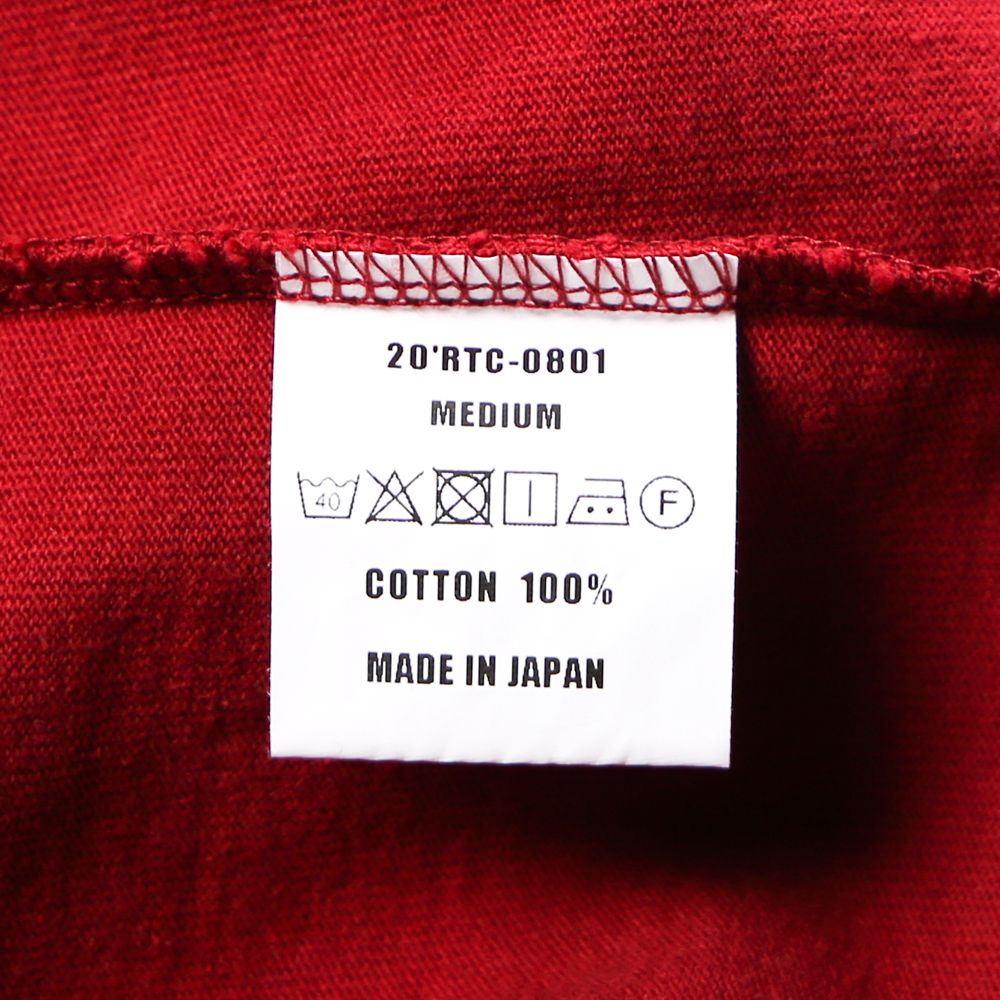 20'RTC-0801
MEDIUM
40 F
COTTON 100%
MADE IN JAPAN